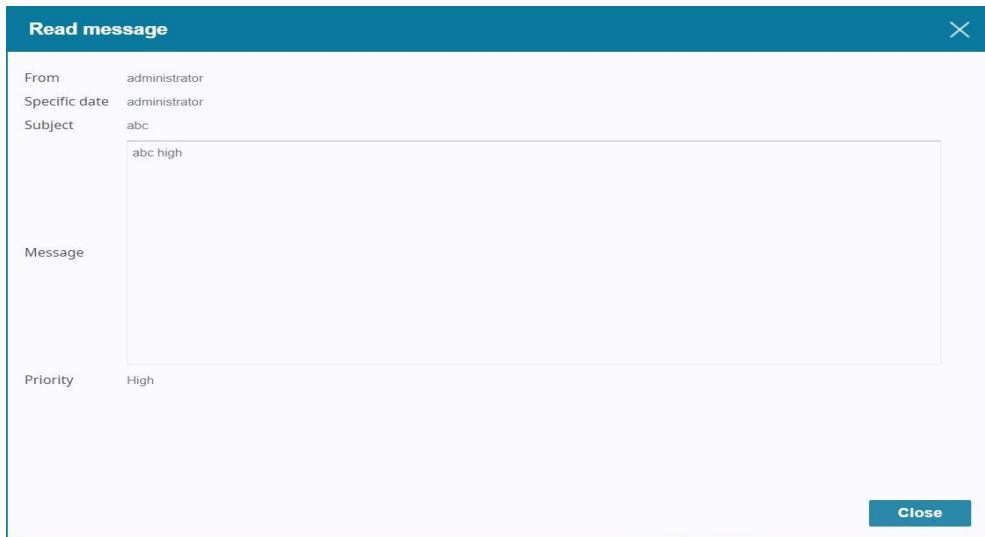 Read message
From administrator
Specific date administrator
Subject abc
abc high
Message
Priority High
Close